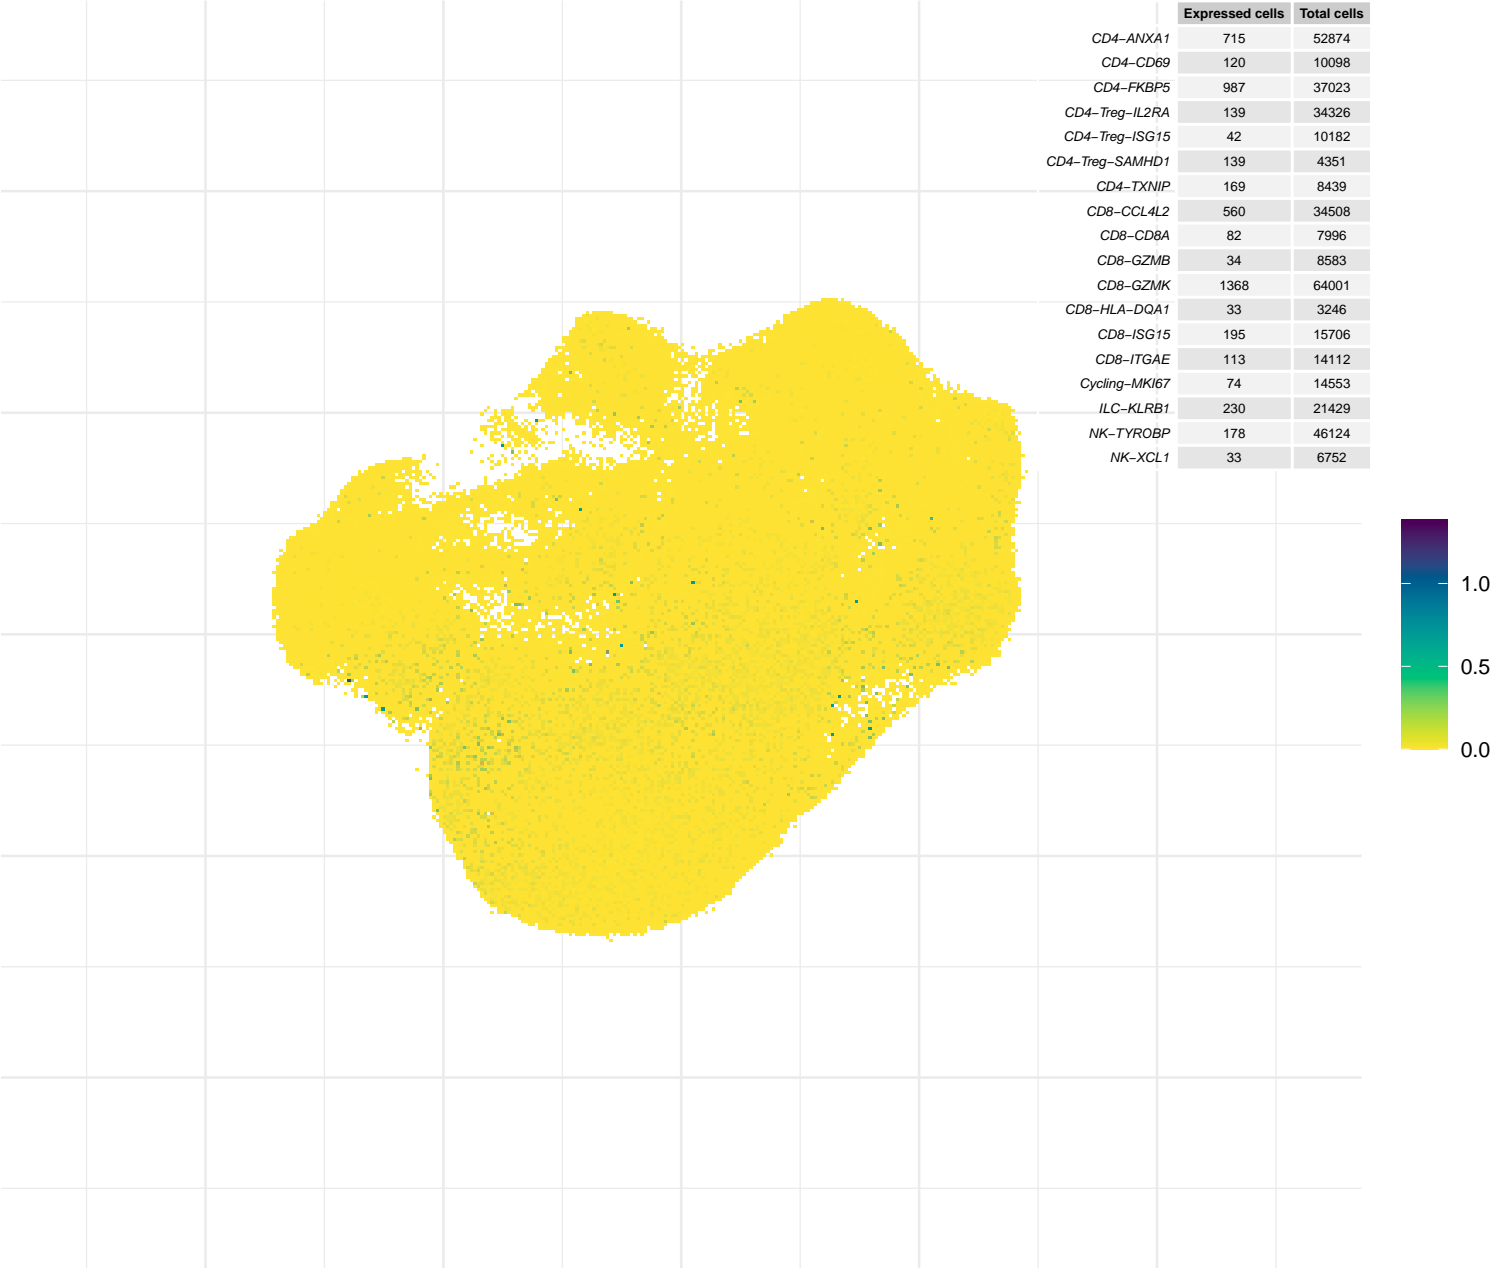 Expressed cells Total cells
CD4−ANXA1 715 52874
CD4−CD69 120 10098
CD4−FKBP5 987 37023
CD4−Treg−IL2RA 139 34326
CD4−Treg−ISG15 42 10182
CD4−Treg−SAMHD1 139 4351
CD4−TXNIP 169 8439
CD8−CCL4L2 560 34508
CD8−CD8A 82 7996
CD8−GZMB 34 8583
CD8−GZMK 1368 64001
CD8−HLA−DQA1 33 3246
CD8−ISG15 195 15706
CD8−ITGAE 113 14112
Cycling−MKI67 74 14553
ILC−KLRB1 230 21429
NK−TYROBP 178 46124
NK−XCL1 33 6752
1.0
0.5
0.0